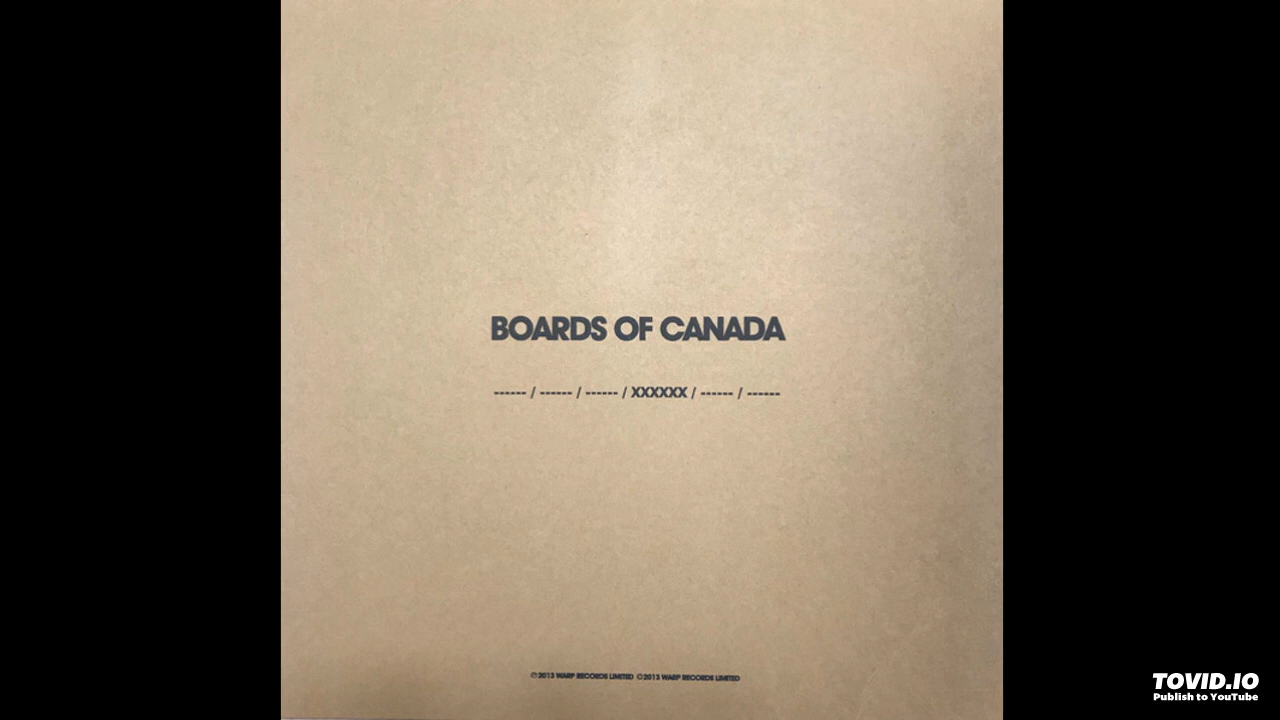 BOARDS OF CANADA
------ / ------ / ------ / XXXXXX / ------ / ------
℗ 2013 WARP RECORDS LIMITED © 2013 WARP RECORDS LIMITED
TOVID.IO
Publish to YouTube